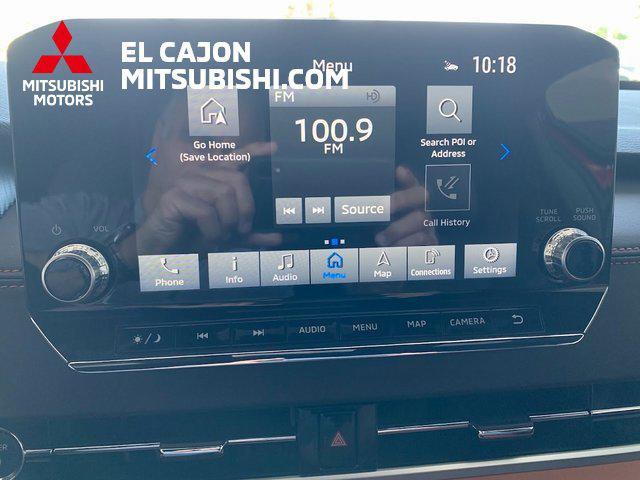 EL CAJON
MITSUBISHI.COM
MITSUBISHI
MOTORS
Menu
10:18
FM
HD
100.9
FM
Source
Go Home
(Save Location)
Search POI or
Address
Call History
VOL
TUNE
SCROLL
PUSH
SOUND
Phone
Info
Audio
Menu
Map
Connections
Settings
AUDIO
MENU
MAP
CAMERA